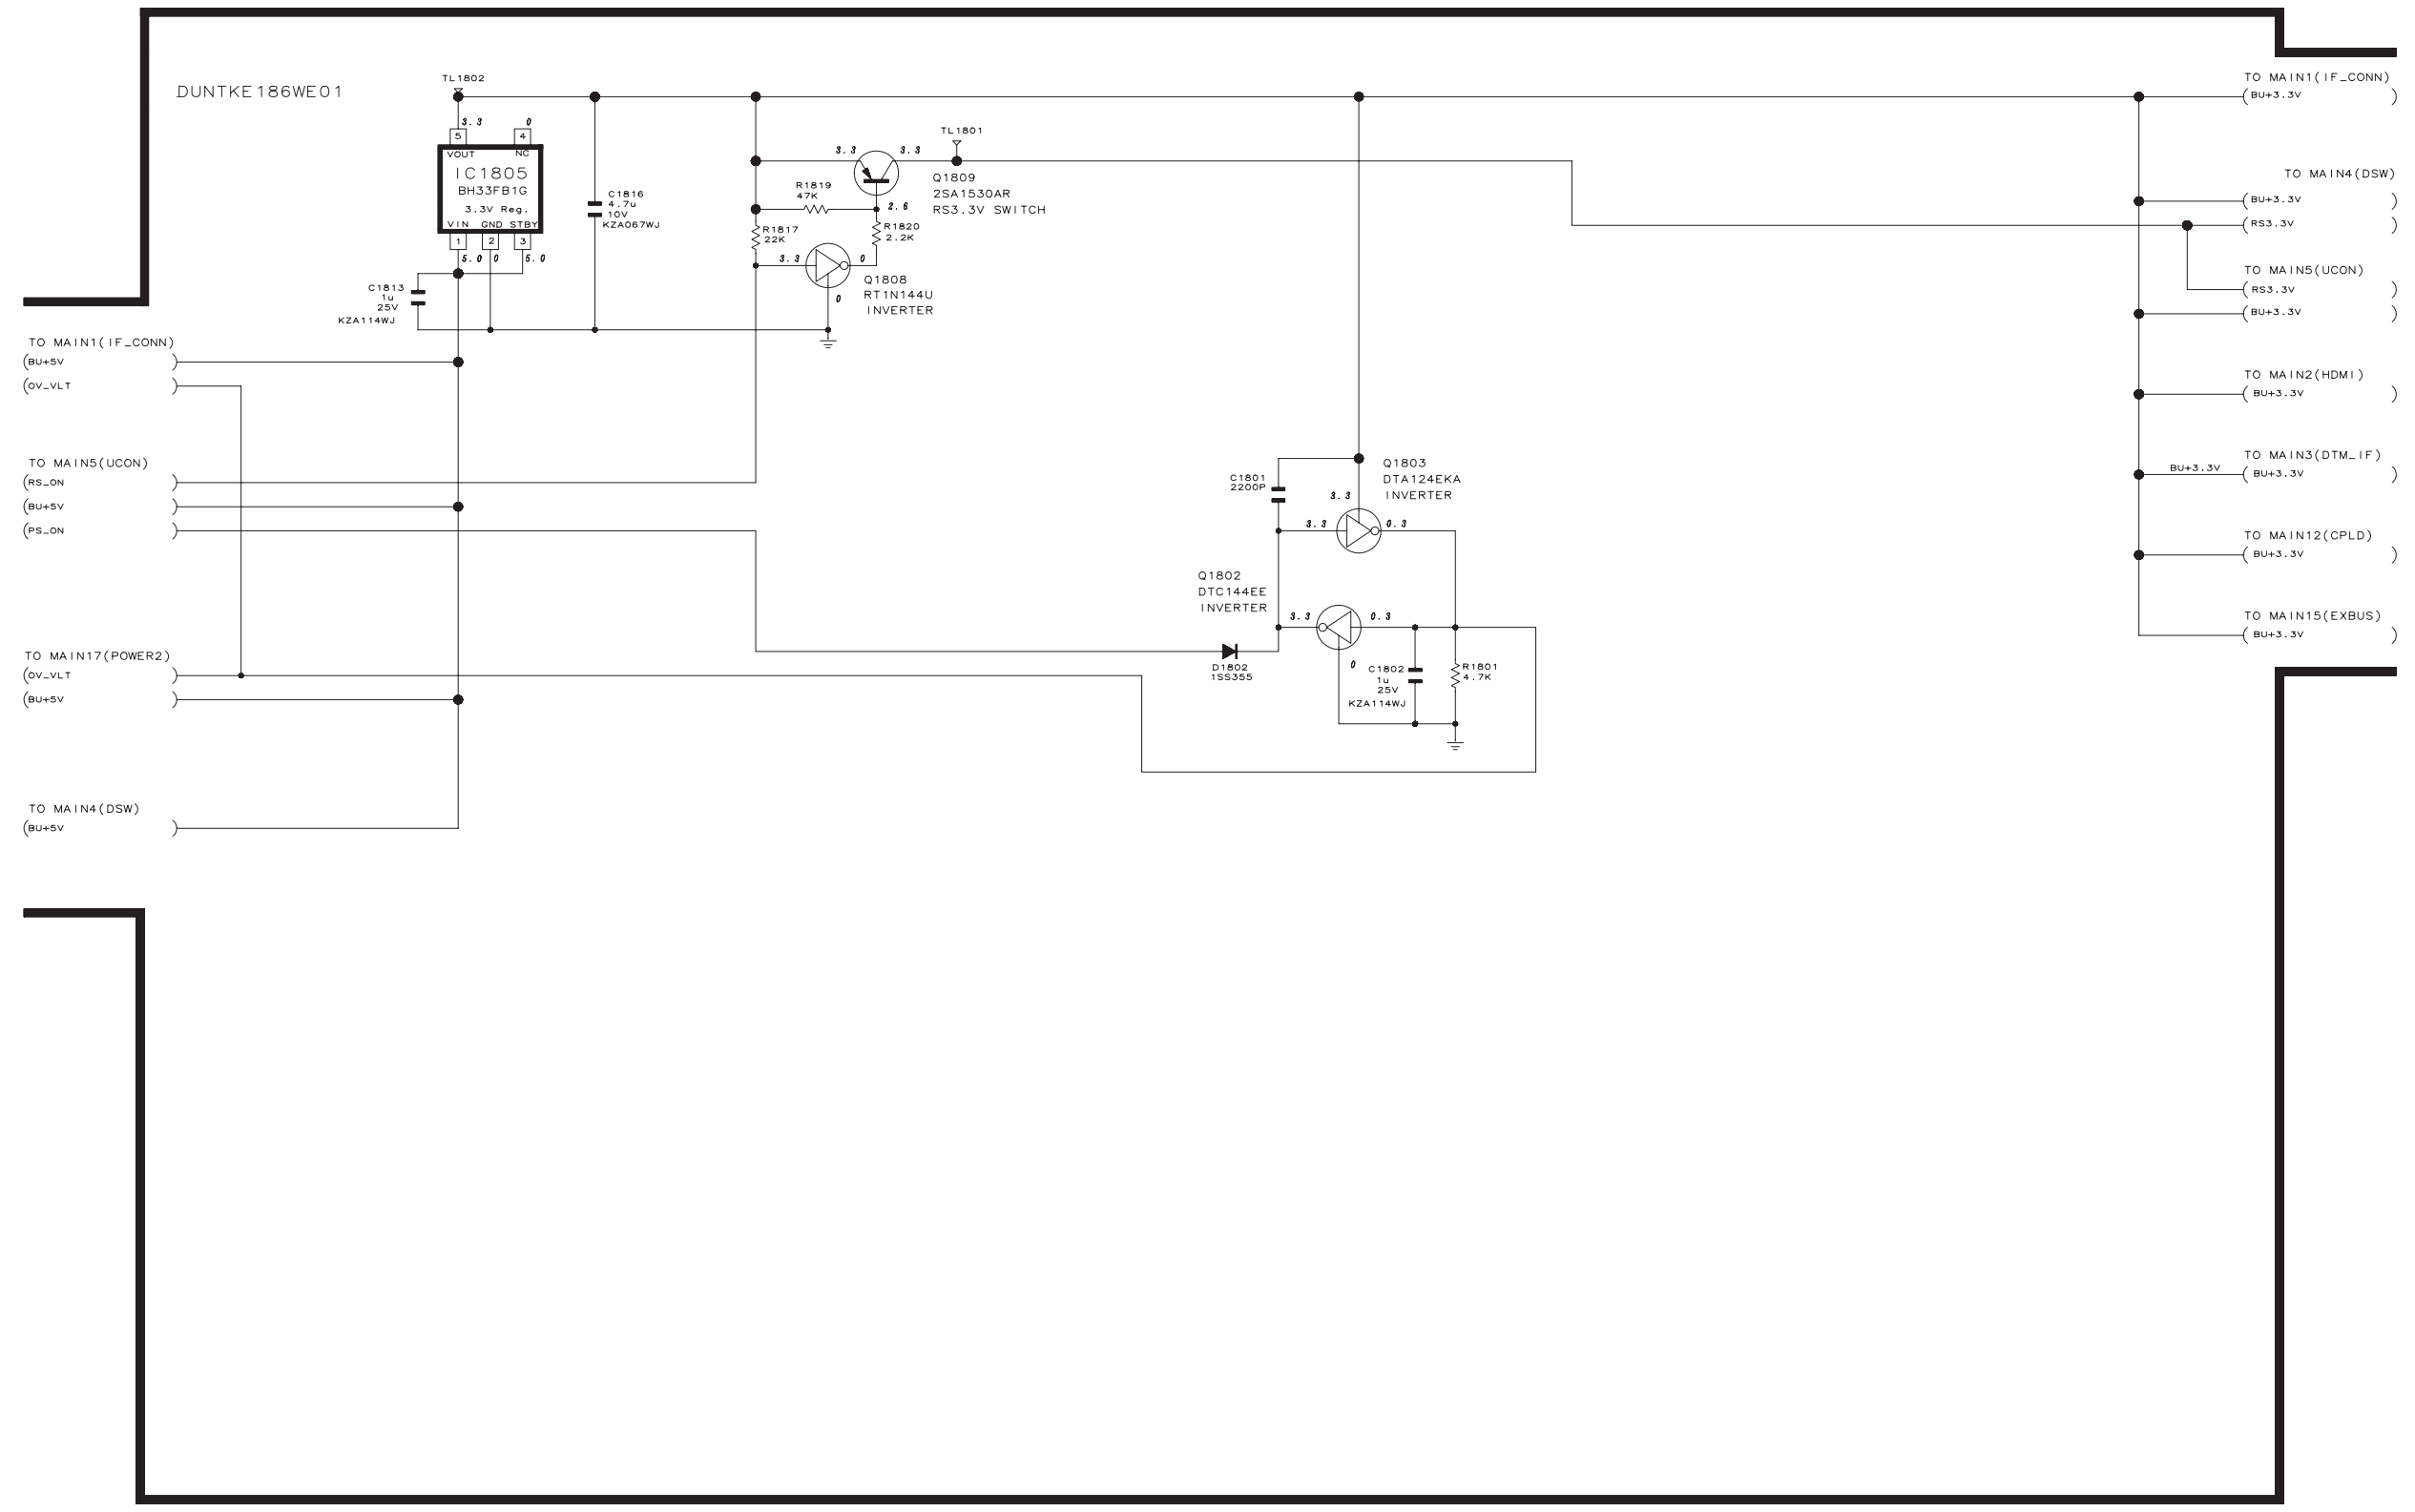 DUNTKE186WE01
TL1802
3.3
0
5
4
VOUT
NC
IC1805
BH33FB1G
3.3V Reg.
VIN GND STBY
1
2
3
5.0
0
5.0
C1813
1u
25V
KZA114WJ
C1816
4.7u
10V
KZA067WJ
TL1801
3.3
3.3
Q1809
2SA1530AR
RS3.3V SWITCH
R1819
47K
2.6
R1817
22K
R1820
2.2K
3.3
0
0
Q1808
RT1N144U
INVERTER
TO MAIN1(IF_CONN)
(BU+5V )
(OV_VLT )
TO MAIN5(UCON)
(RS_ON )
(BU+5V )
(PS_ON )
TO MAIN17(POWER2)
(OV_VLT )
(BU+5V )
TO MAIN4(DSW)
(BU+5V )
C1801
2200P
Q1803
DTA124EKA
INVERTER
3.3
3.3
0.3
Q1802
DTC144EE
INVERTER
3.3
0.3
0
D1802
1SS355
C1802
1u
25V
KZA114WJ
R1801
4.7K
TO MAIN1(IF_CONN)
(BU+3.3V )
TO MAIN4(DSW)
(BU+3.3V )
(RS3.3V )
TO MAIN5(UCON)
(RS3.3V )
(BU+3.3V )
TO MAIN2(HDMI)
(BU+3.3V )
TO MAIN3(DTM_IF)
BU+3.3V
(BU+3.3V )
TO MAIN12(CPLD)
(BU+3.3V )
TO MAIN15(EXBUS)
(BU+3.3V )